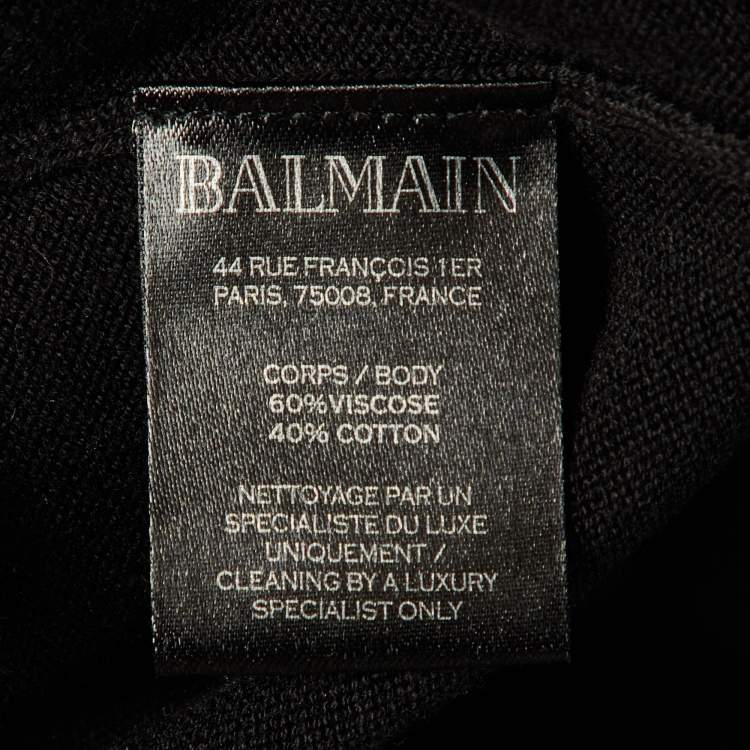 BALMAIN
44 RUE FRANÇOIS 1ER
PARIS, 75008, FRANCE
CORPS / BODY
60%VISCOSE
40% COTTON
NETTOYAGE PAR UN
SPECIALISTE DU LUXE
UNIQUEMENT /
CLEANING BY A LUXURY
SPECIALIST ONLY